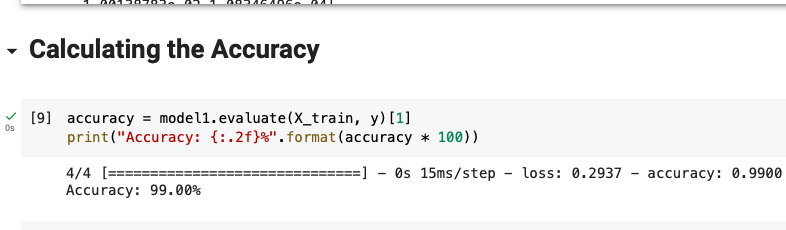 Calculating the Accuracy
[9] accuracy = model1.evaluate(X_train, y)[1]
0s print("Accuracy: {:.2f}%".format(accuracy * 100))
4/4 [==============================] - 0s 15ms/step - loss: 0.2937 - accuracy: 0.9900
Accuracy: 99.00%